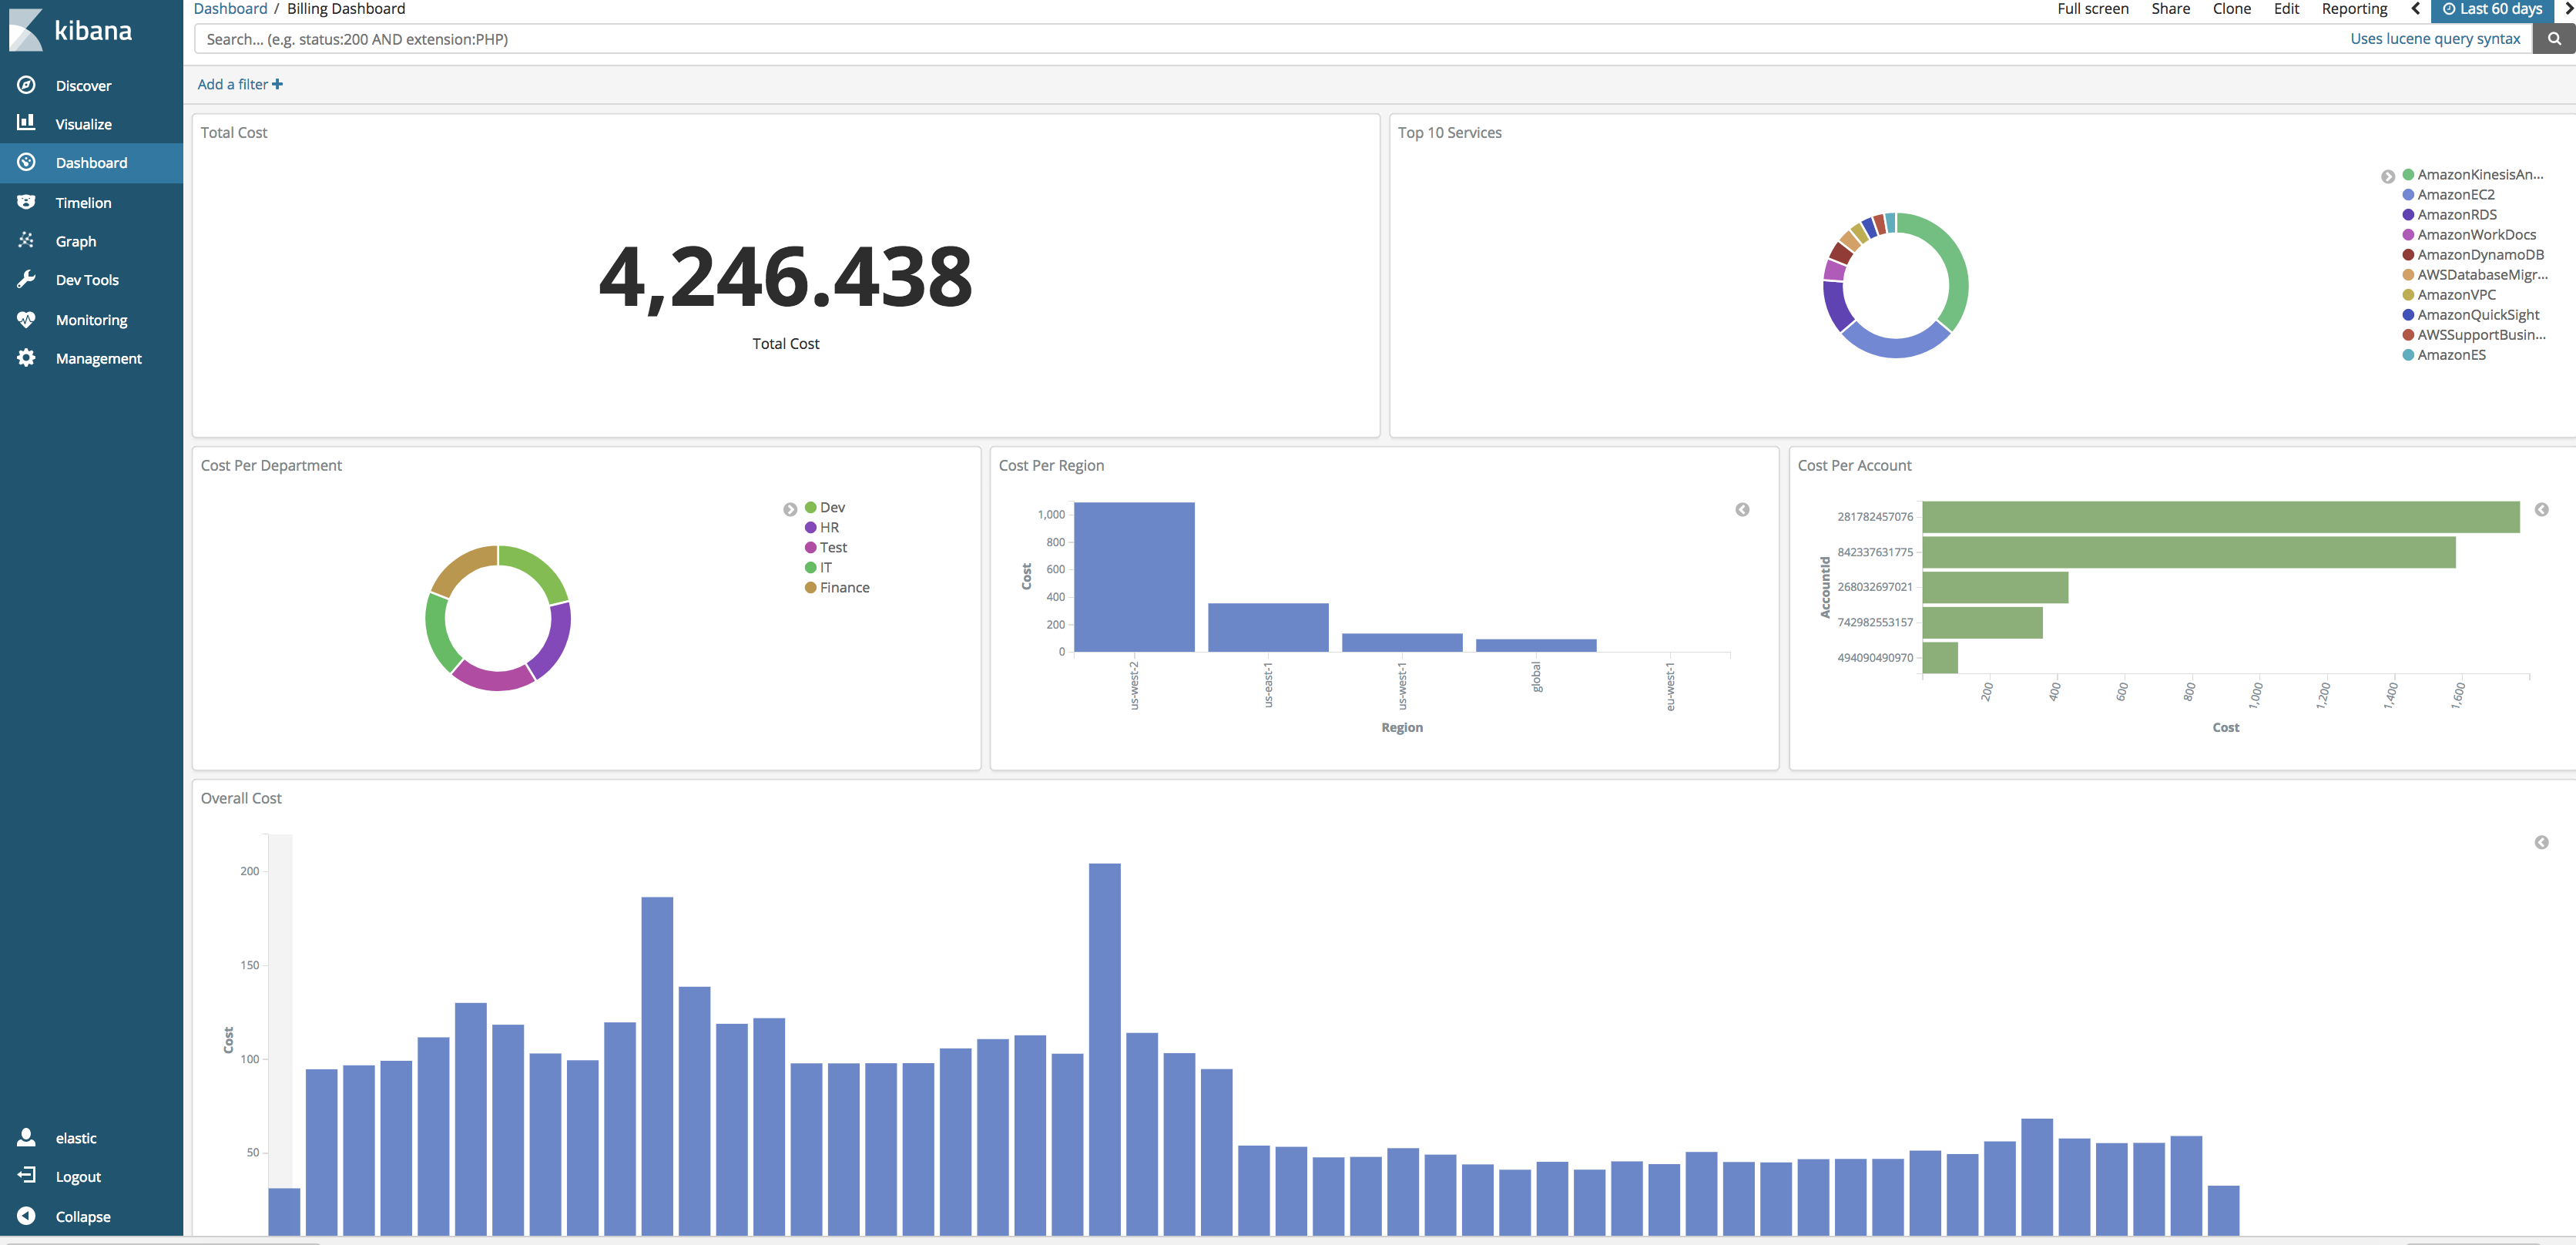 kibana
Discover
Visualize
Dashboard
Timelion
Graph
Dev Tools
Monitoring
Management
elastic
Logout
Collapse
Dashboard / Billing Dashboard
Full screen Share Clone Edit Reporting Last 60 days
Search... (e.g. status:200 AND extension:PHP)
Uses lucene query syntax
Add a filter +
Total Cost
4,246.438
Total Cost
Top 10 Services
AmazonKinesisAn...
AmazonEC2
AmazonRDS
AmazonWorkDocs
AmazonDynamoDB
AWSDatabaseMigr...
AmazonVPC
AmazonQuickSight
AWSSupportBusin...
AmazonES
Cost Per Department
Dev
HR
Test
IT
Finance
Cost Per Region
Cost
1,000
800
600
400
200
0
us-west-2
us-east-1
us-west-1
global
eu-west-1
Region
Cost Per Account
AccountId
281782457076
842337631775
268032697021
742982553157
494090490970
200
400
600
800
1,000
1,200
1,400
1,600
Cost
Overall Cost
Cost
200
150
100
50